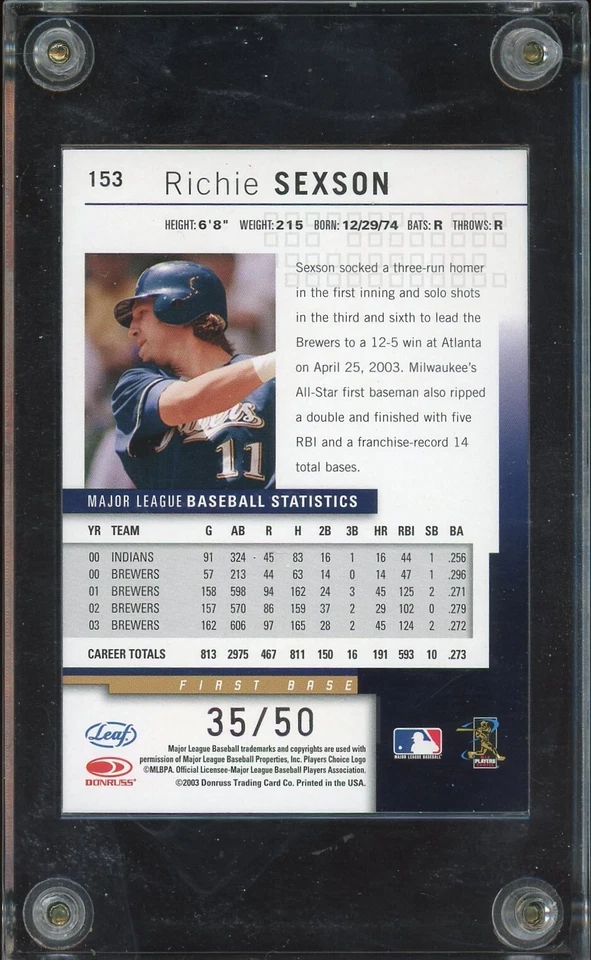 153 Richie SEXSON
HEIGHT: 6'8" WEIGHT: 215 BORN: 12/29/74 BATS: R THROWS: R
Sexson socked a three-run homer
in the first inning and solo shots
in the third and sixth to lead the
Brewers to a 12-5 win at Atlanta
on April 25, 2003. Milwaukee's
All-Star first baseman also ripped
a double and finished with five
RBI and a franchise-record 14
total bases.
11
MAJOR LEAGUE BASEBALL STATISTICS
YR TEAM G AB R H 2B 3B HR RBI SB BA
00 INDIANS 91 324 45 83 16 1 16 44 1 .256
00 BREWERS 57 213 44 63 14 0 14 47 1 .296
01 BREWERS 158 598 94 162 24 3 45 125 2 .271
02 BREWERS 157 570 86 159 37 2 29 102 0 .279
03 BREWERS 162 606 97 165 28 2 45 124 2 .272
CAREER TOTALS 813 2975 467 811 150 16 191 593 10 .273
FIRST BASE
35/50
Leaf
DONRUSS
Major League Baseball trademarks and copyrights are used with
permission of Major League Baseball Properties, Inc. Players Choice Logo
©MLBPA. Official Licensee-Major League Baseball Players Association.
©2003 Donruss Trading Card Co. Printed in the USA.
MAJOR LEAGUE BASEBALL
PLAYERS